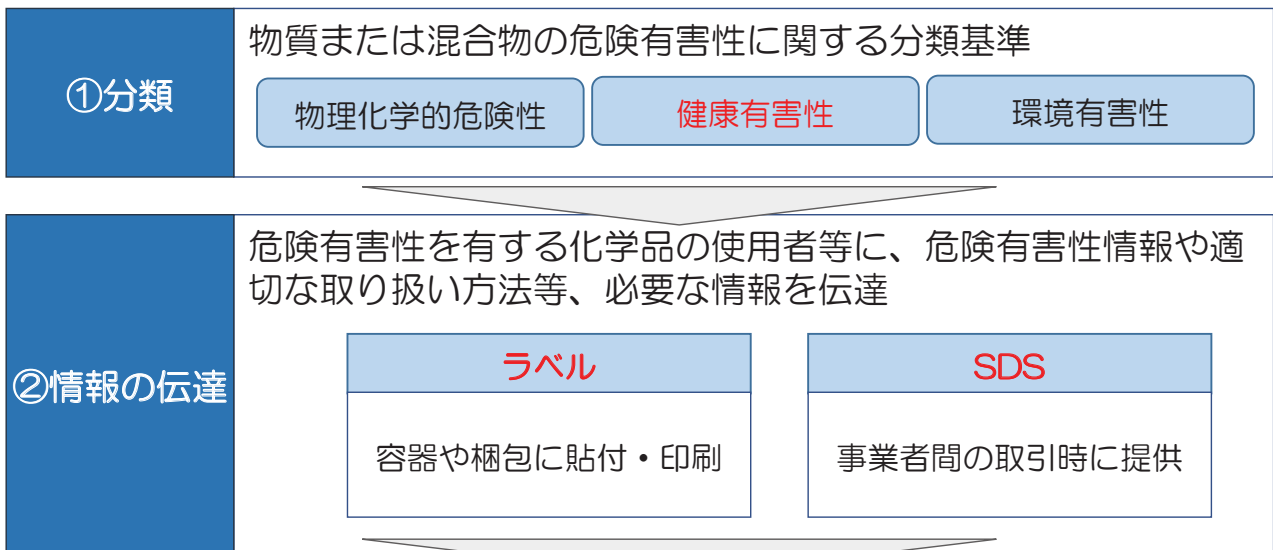 物質または混合物の危険有害性に関する分類基準
①分類
物理化学的危険性 健康有害性 環境有害性
危険有害性を有する化学品の使用者等に、危険有害性情報や適
切な取り扱い方法等、必要な情報を伝達
②情報の伝達
ラベル SDS
容器や梱包に貼付・印刷 事業者間の取引時に提供